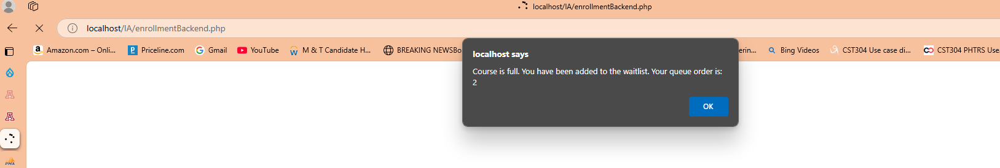 localhost/IA/enrollmentBackend.php
localhost/IA/enrollmentBackend.php
Amazon.com – Onli... Priceline.com Gmail YouTube M & T Candidate H... BREAKING NEWSBo erin... Bing Videos CST304 Use case di... CST304 PHTRS Use
localhost says
Course is full. You have been added to the waitlist. Your queue order is:
2
OK
PMA